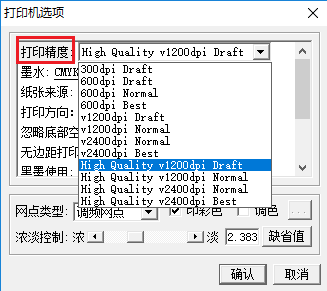 打印机选项
打印精度: High Quality v1200dpi Draft
300dpi Draft
600dpi Draft
600dpi Normal
600dpi Best
v1200dpi Draft
v1200dpi Normal
v2400dpi Normal
v2400dpi Best
High Quality v1200dpi Draft
High Quality v1200dpi Normal
High Quality v2400dpi Normal
High Quality v2400dpi Best
墨水: CMYK
纸张来源:
打印方向:
忽略底部空
无边距打印
黑墨使用:
网点类型: 调频网点 印彩色 调色 ...
浓淡控制: 浓 淡 2.383 缺省值
确认 取消